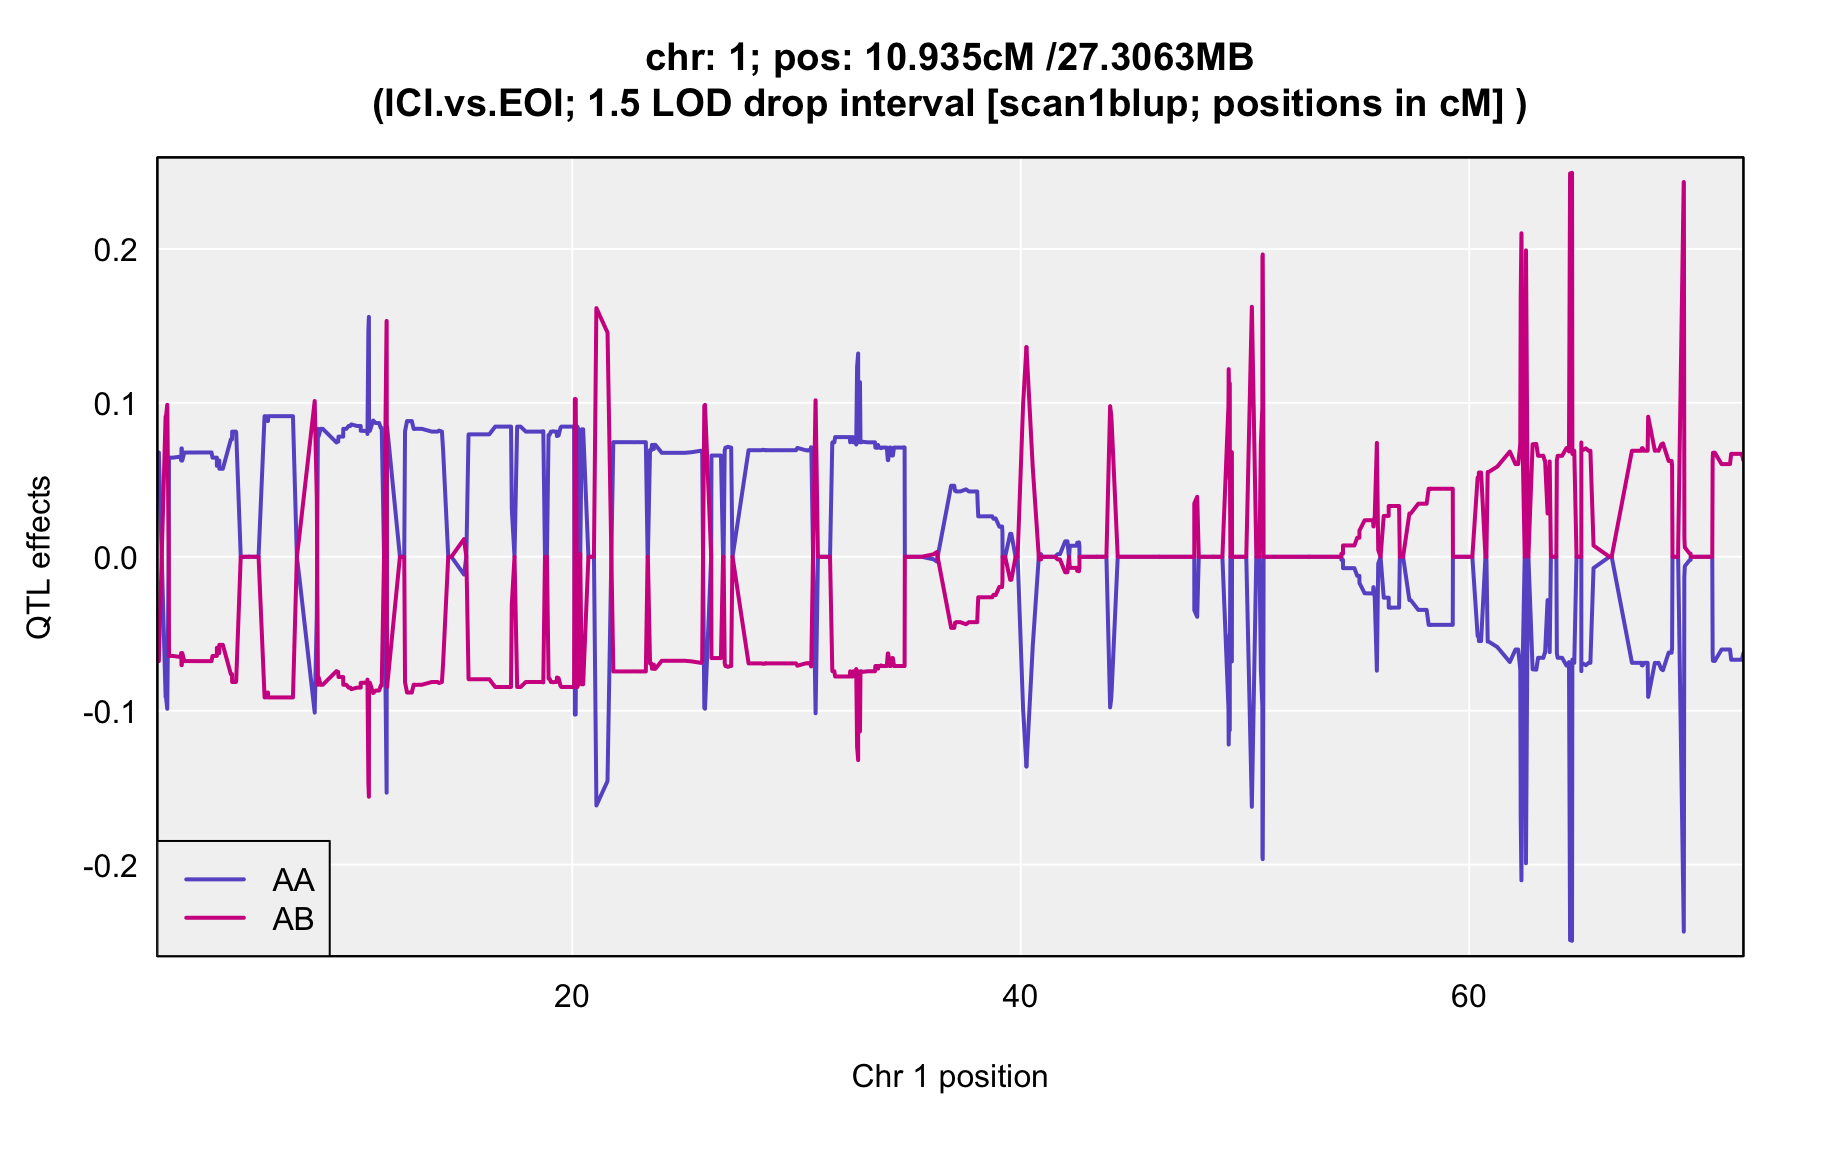 chr: 1; pos: 10.935cM /27.3063MB
(ICI.vs.EOI; 1.5 LOD drop interval [scan1blup; positions in cM] )
QTL effects
0.2
0.1
0.0
-0.1
-0.2
AA
AB
20
40
60
Chr 1 position